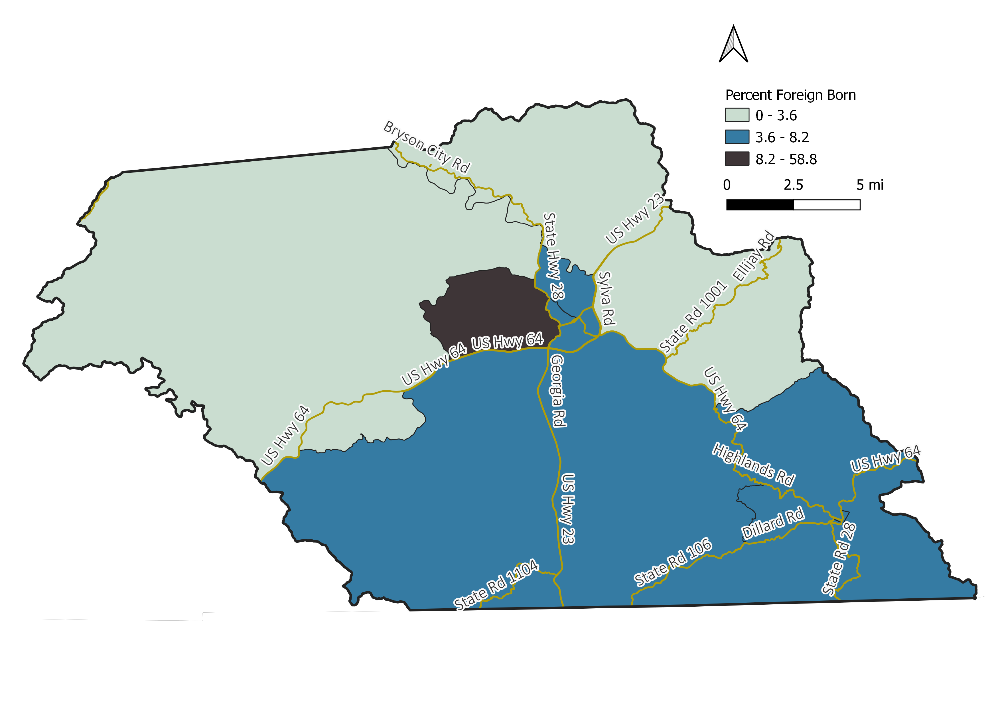 Percent Foreign Born
0 - 3.6
3.6 - 8.2
8.2 - 58.8
0 2.5 5 mi
Bryson City Rd
US Hwy 23
State Hwy 28
Ellijay Rd
Sylva Rd
State Rd 1001
US Hwy 64
US Hwy 64
Georgia Rd
US Hwy 64
US Hwy 64
Highlands Rd
US Hwy 64
US Hwy 23
Dillard Rd
State Rd 28
State Rd 106
State Rd 1104